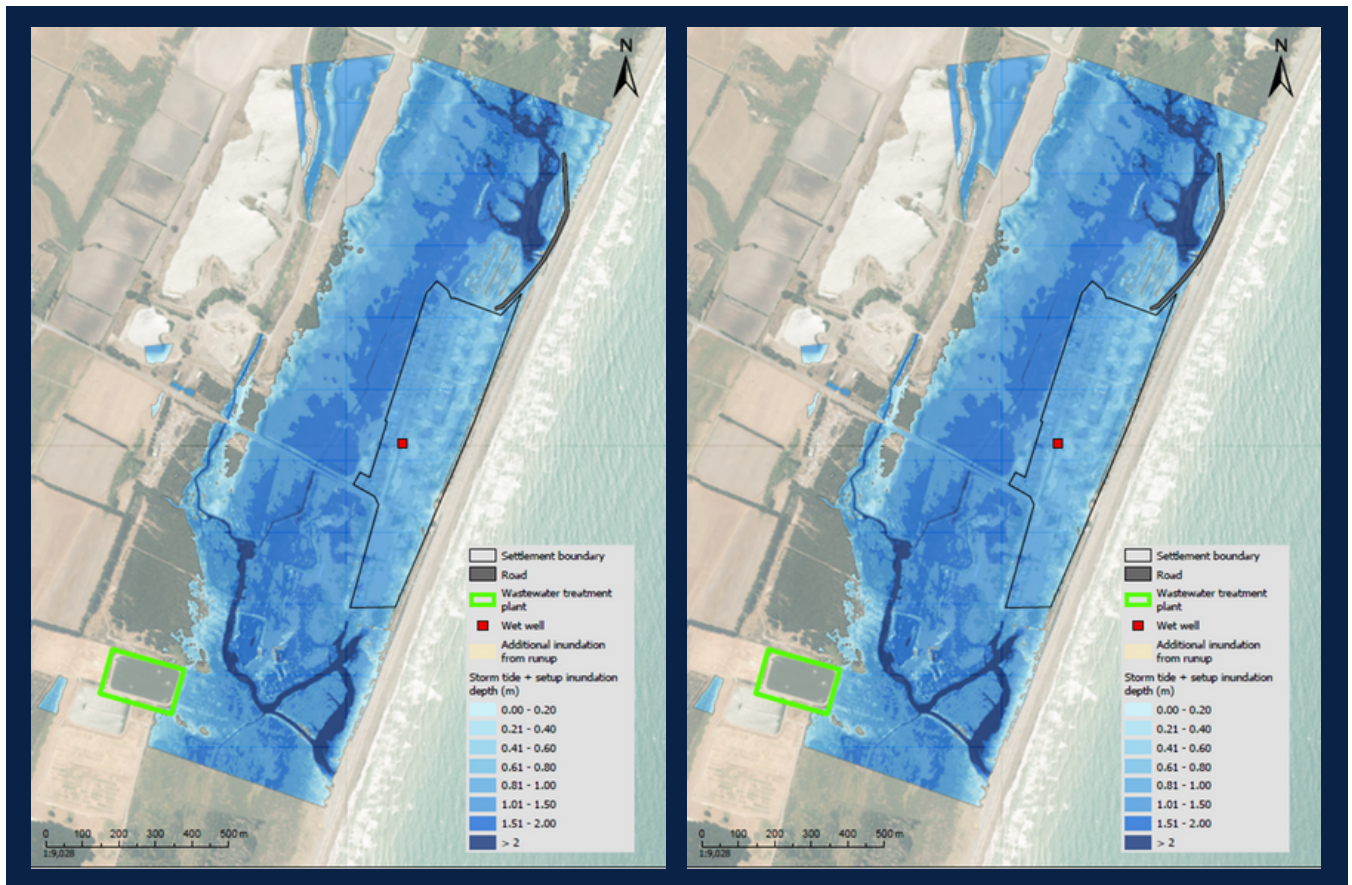 N
Settlement boundary
Road
Wastewater treatment
plant
Wet well
Additional inundation
from runup
Storm tide + setup inundation
depth (m)
0.00 - 0.20
0.21 - 0.40
0.41 - 0.60
0.61 - 0.80
0.81 - 1.00
1.01 - 1.50
1.51 - 2.00
> 2
0 100 200 300 400 500 m
1:9,028
N
Settlement boundary
Road
Wastewater treatment
plant
Wet well
Additional inundation
from runup
Storm tide + setup inundation
depth (m)
0.00 - 0.20
0.21 - 0.40
0.41 - 0.60
0.61 - 0.80
0.81 - 1.00
1.01 - 1.50
1.51 - 2.00
> 2
0 100 200 300 400 500 m
1:9,028